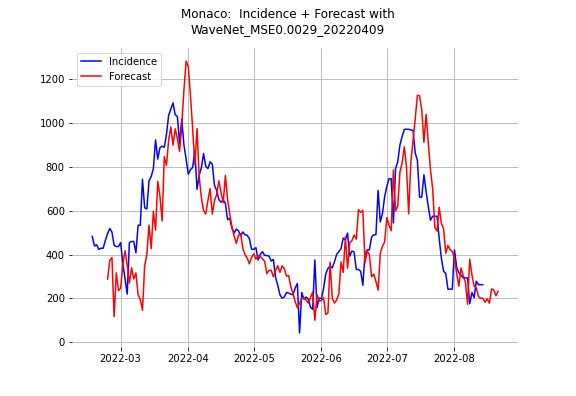 Monaco:  Incidence + Forecast with
WaveNet_MSE0.0029_20220409
Incidence
Forecast
1200
1000
800
600
400
200
0
2022-03 2022-04 2022-05 2022-06 2022-07 2022-08